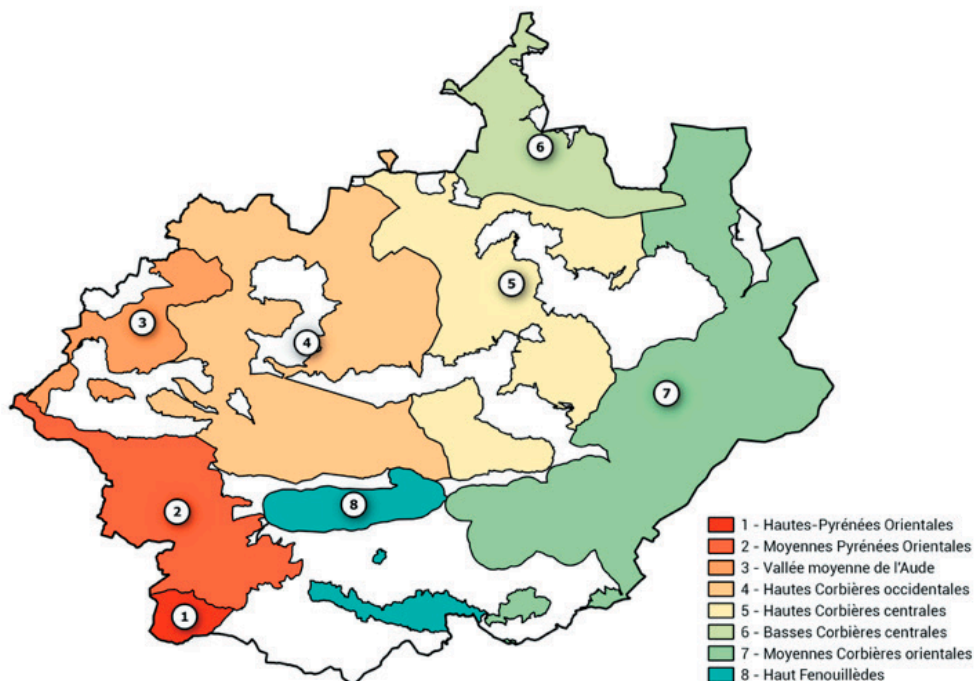 6
5
3
4
7
2
8
1
1 - Hautes-Pyrénées Orientales
2 - Moyennes Pyrénées Orientales
3 - Vallée moyenne de l'Aude
4 - Hautes Corbières occidentales
5 - Hautes Corbières centrales
6 - Basses Corbières centrales
7 - Moyennes Corbières orientales
8 - Haut Fenouillèdes